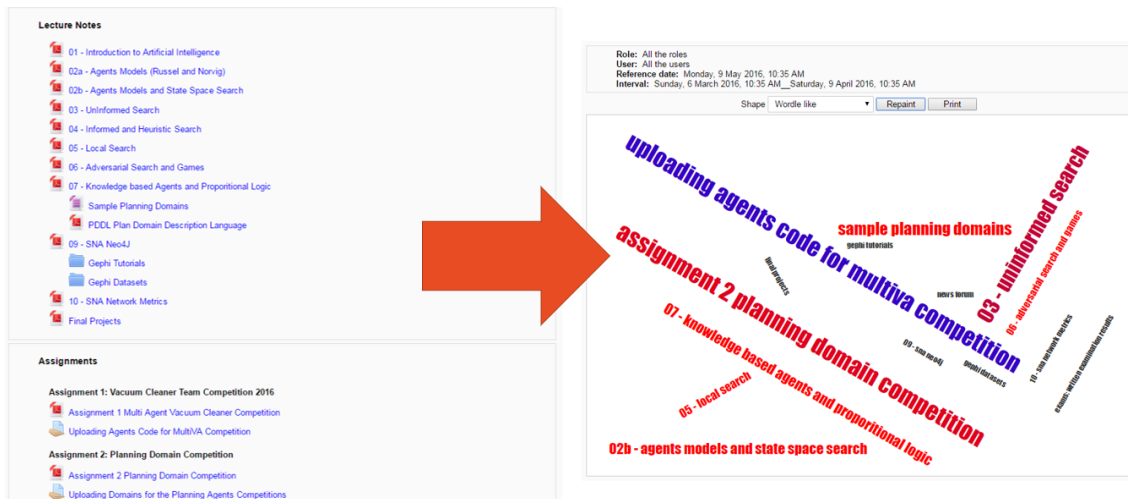 Lecture Notes
01 - Introduction to Artificial Intelligence
02a - Agents Models (Russel and Norvig)
02b - Agents Models and State Space Search
03 - UnInformed Search
04 - Informed and Heuristic Search
05 - Local Search
06 - Adversarial Search and Games
07 - Knowledge based Agents and Proporitional Logic
Sample Planning Domains
PDDL Plan Domain Description Language
09 - SNA Neo4J
Gephi Tutorials
Gephi Datasets
10 - SNA Network Metrics
Final Projects
Assignments
Assignment 1: Vacuum Cleaner Team Competition 2016
Assignment 1 Multi Agent Vacuum Cleaner Competition
Uploading Agents Code for MultiVA Competition
Assignment 2: Planning Domain Competition
Assignment 2 Planning Domain Competition
Uploading Domains for the Planning Agents Competitions
Role: All the roles
User: All the users
Reference date: Monday, 9 May 2016, 10:35 AM
Interval: Sunday, 6 March 2016, 10:35 AM__Saturday, 9 April 2016, 10:35 AM
Shape Wordle like Repaint Print
uploading agents code for multiva competition
03 - uninformed search
sample planning domains
gephi tutorials
06 - adversarial search and games
assignment 2 planning domain competition
final projects
news forum
07 - knowledge based agents and proporitional logic
09 - sna neo4j
gephi datasets
10 - sna network metrics
exams: written examination results
05 - local search
02b - agents models and state space search